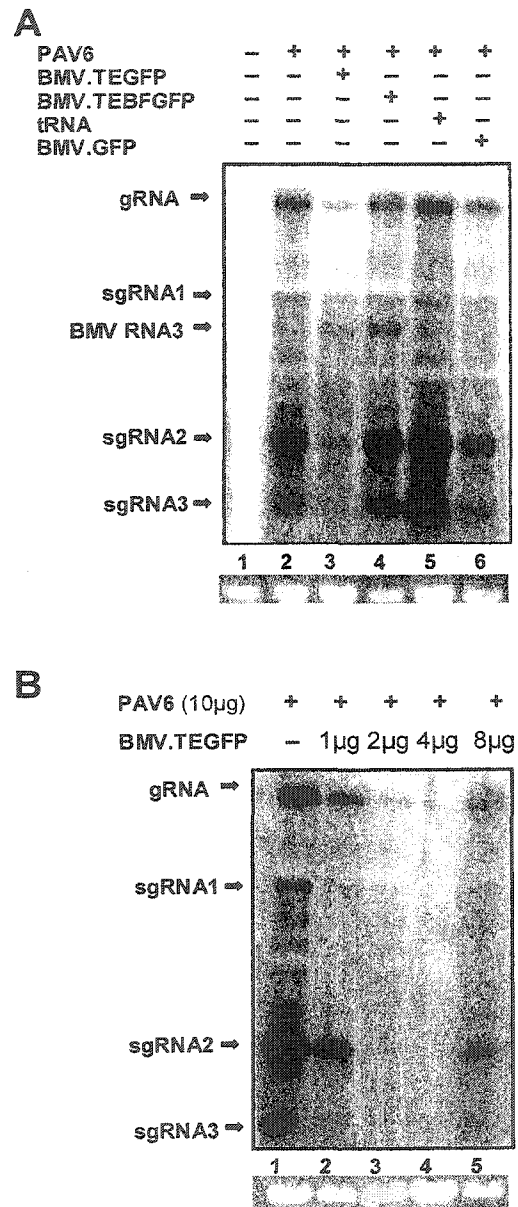 A
PAV6 – + + + + +
BMV.TEGFP – – + – – –
BMV.TEBFGFP – – – + – –
tRNA – – – – + –
BMV.GFP – – – – – +
gRNA ⇒
sgRNA1 ⇒
BMV RNA3 ⇒
sgRNA2 ⇒
sgRNA3 ⇒
1 2 3 4 5 6
B
PAV6 (10µg) + + + + +
BMV.TEGFP – 1µg 2µg 4µg 8µg
gRNA ⇒
sgRNA1 ⇒
sgRNA2 ⇒
sgRNA3 ⇒
1 2 3 4 5